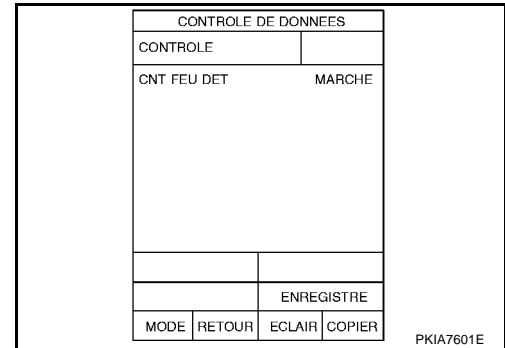 CONTROLE DE DONNEES
CONTROLE
CNT FEU DET MARCHE
ENREGISTRE
MODE RETOUR ECLAIR COPIER
PKIA7601E